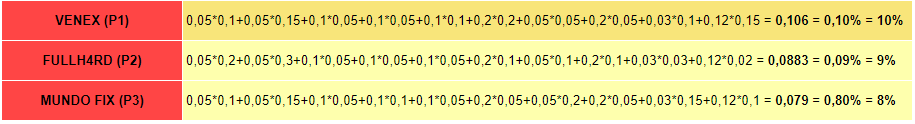 VENEX (P1) 0,05*0,1+0,05*0,15+0,1*0,05+0,1*0,05+0,1*0,1+0,2*0,2+0,05*0,05+0,2*0,05+0,03*0,1+0,12*0,15 = 0,106 = 0,10% = 10%
FULLH4RD (P2) 0,05*0,2+0,05*0,3+0,1*0,05+0,1*0,05+0,1*0,05+0,2*0,1+0,05*0,1+0,2*0,1+0,03*0,03+0,12*0,02 = 0,0883 = 0,09% = 9%
MUNDO FIX (P3) 0,05*0,1+0,05*0,15+0,1*0,05+0,1*0,1+0,1*0,05+0,2*0,05+0,05*0,2+0,2*0,05+0,03*0,15+0,12*0,1 = 0,079 = 0,80% = 8%